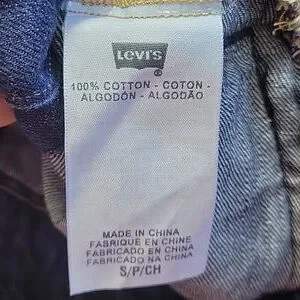 LEVI'S
®
100% COTTON - COTON -
ALGODÓN - ALGODÃO
MADE IN CHINA
FABRIQUÉ EN CHINE
FABRICADO EN CHINA
FABRICADO NA CHINA
S/P/CH